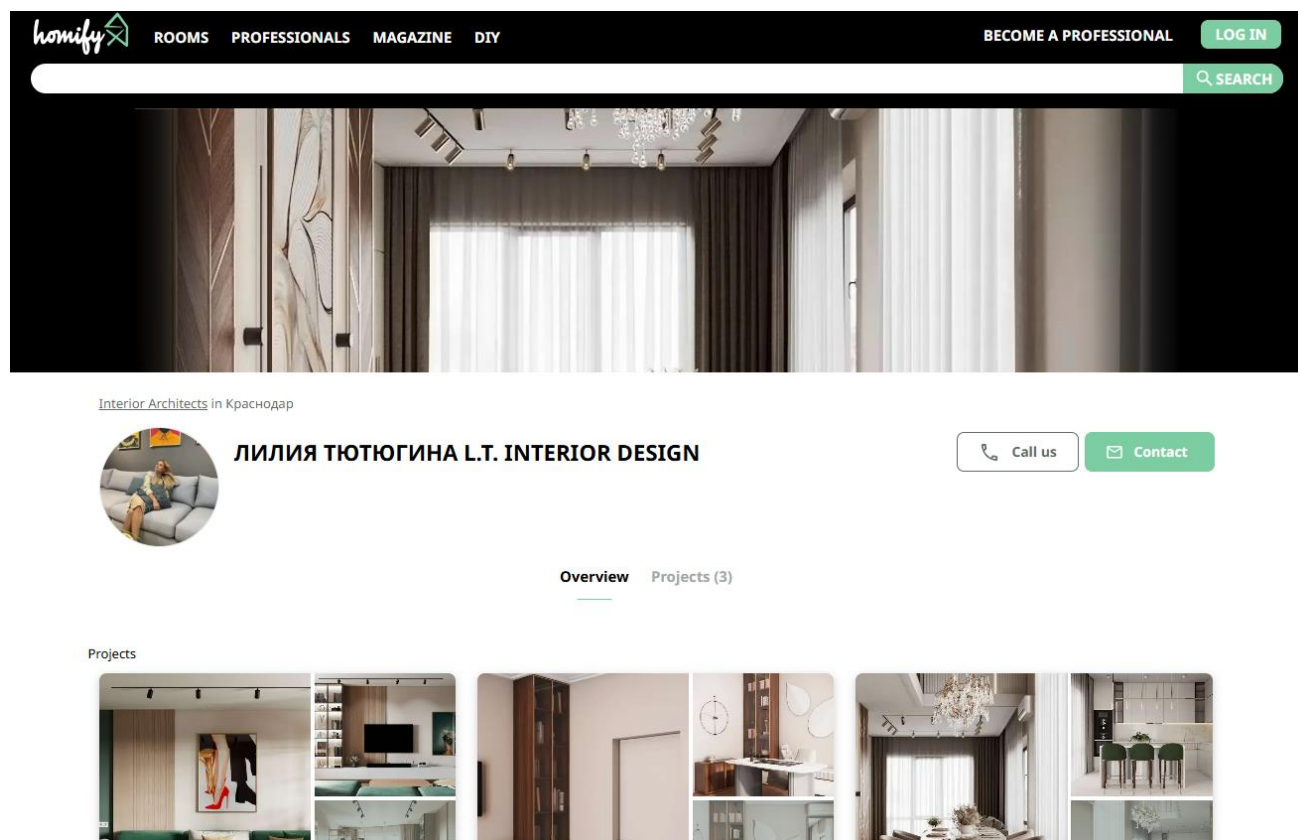 homify ROOMS PROFESSIONALS MAGAZINE DIY BECOME A PROFESSIONAL LOG IN
SEARCH
Interior Architects in Краснодар
ЛИЛИЯ ТЮТЮГИНА L.T. INTERIOR DESIGN
Call us Contact
Overview Projects (3)
Projects